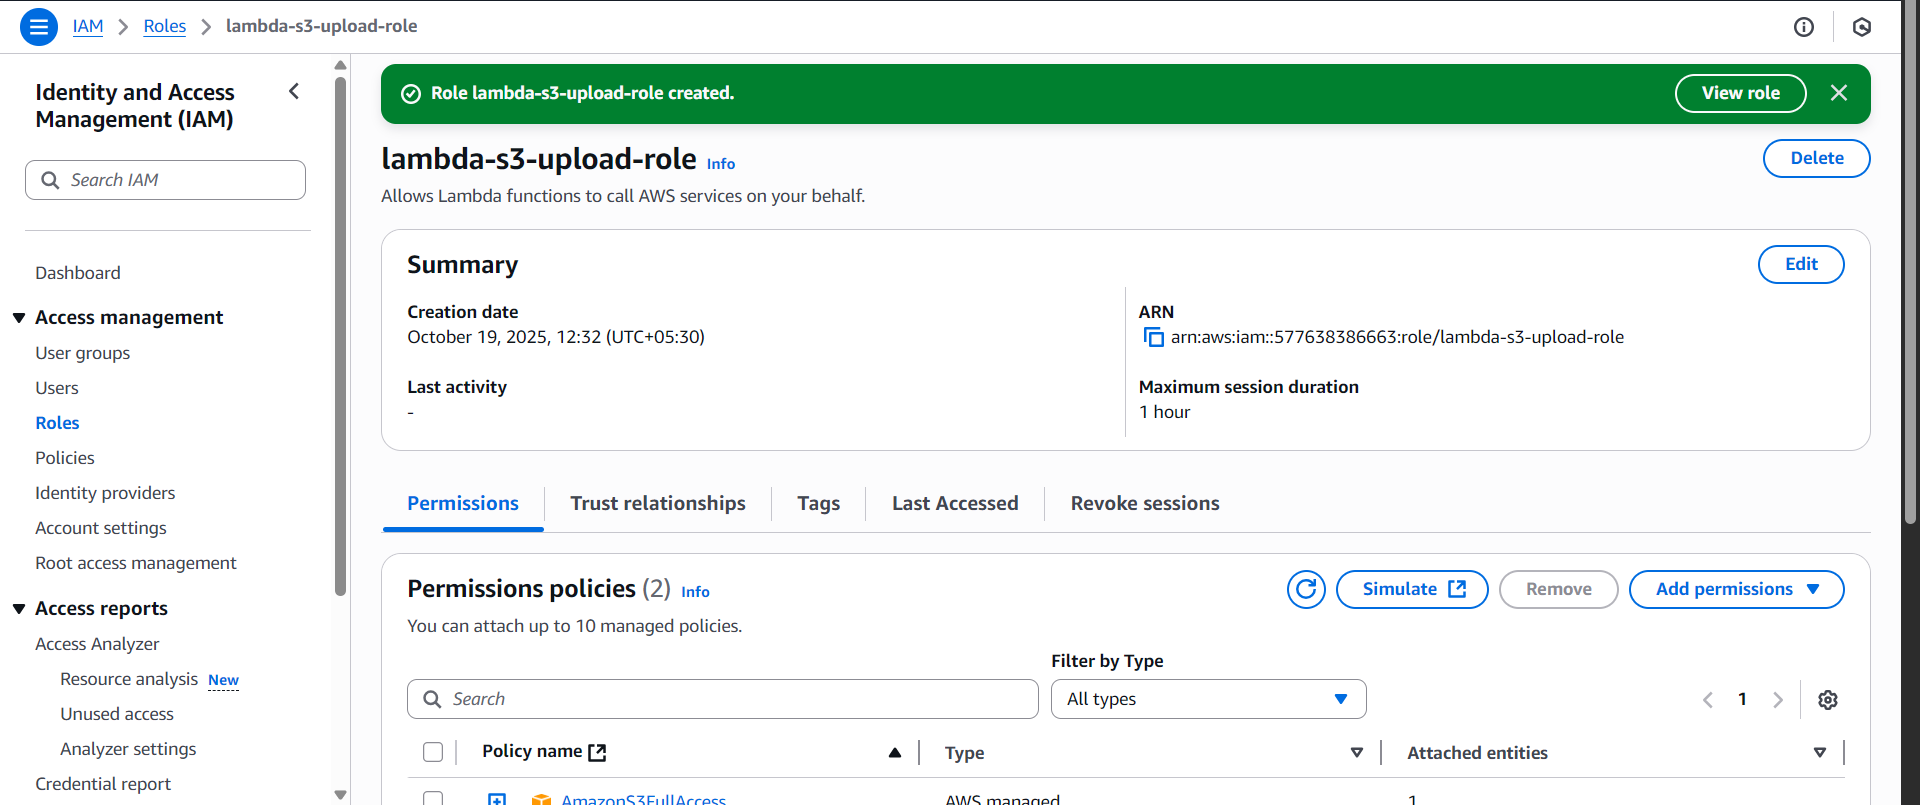 IAM > Roles > lambda-s3-upload-role
Identity and Access
Management (IAM)
Search IAM
Dashboard
Access management
User groups
Users
Roles
Policies
Identity providers
Account settings
Root access management
Access reports
Access Analyzer
Resource analysis New
Unused access
Analyzer settings
Credential report
Role lambda-s3-upload-role created.
View role
lambda-s3-upload-role Info
Delete
Allows Lambda functions to call AWS services on your behalf.
Summary
Edit
Creation date
October 19, 2025, 12:32 (UTC+05:30)
ARN
arn:aws:iam::577638386663:role/lambda-s3-upload-role
Last activity
-
Maximum session duration
1 hour
Permissions
Trust relationships
Tags
Last Accessed
Revoke sessions
Permissions policies (2) Info
Simulate
Remove
Add permissions
You can attach up to 10 managed policies.
Filter by Type
Search
All types
1
Policy name
Type
Attached entities
AmazonS3FullAccess
AWS managed
1